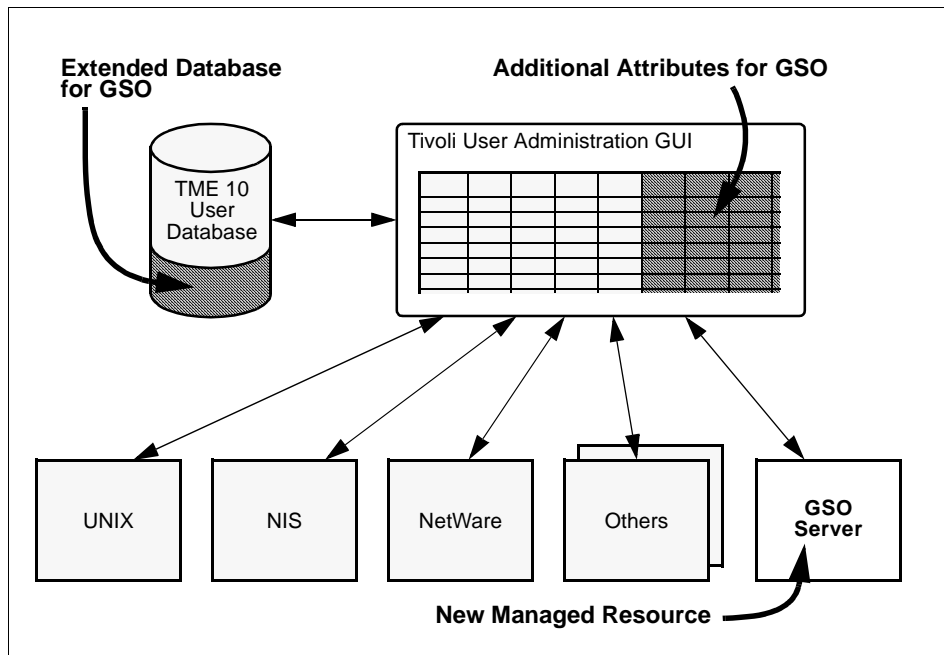 Extended Database
for GSO
Additional Attributes for GSO
Tivoli User Administration GUI
TME 10
User
Database
UNIX
NIS
NetWare
Others
GSO
Server
New Managed Resource